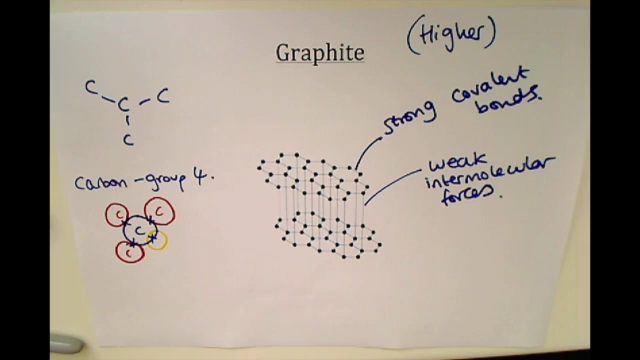 (Higher)
Graphite
strong covalent
bonds.
C C
C
C
weak
intermolecular
forces.
Carbon - group 4.
C C
C
C